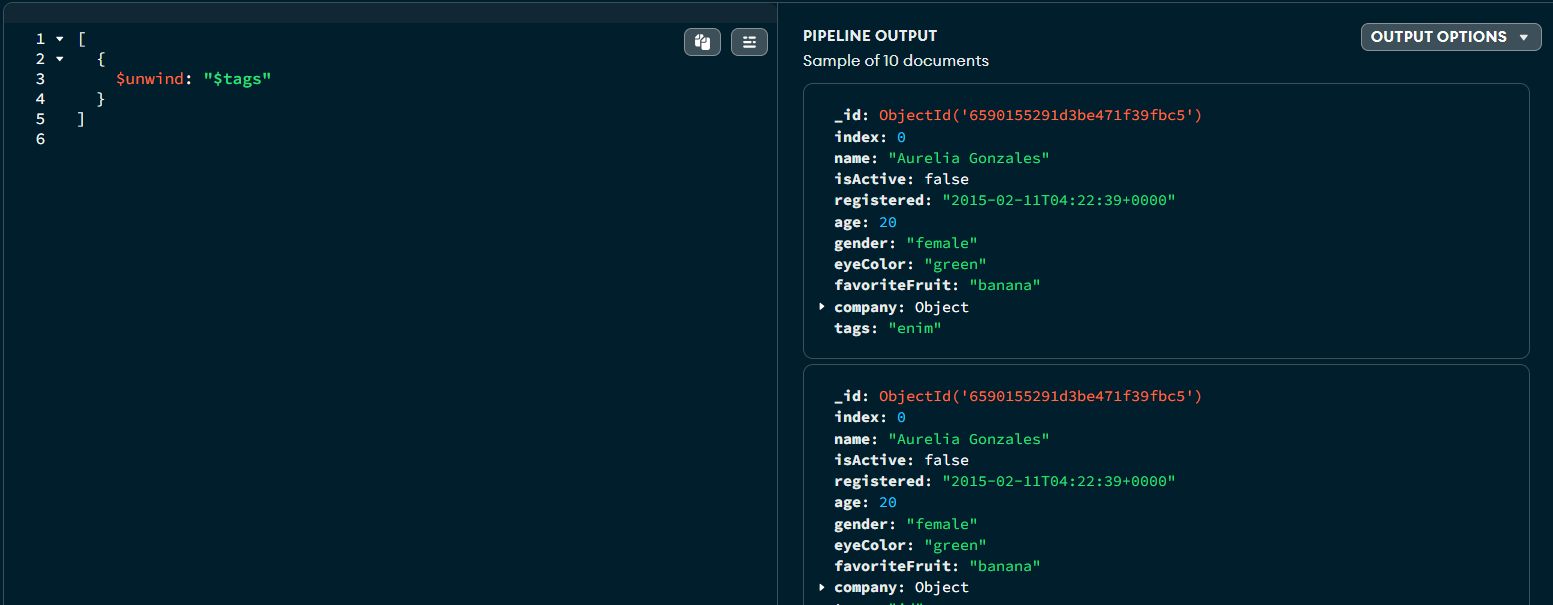 1 [
2 {
3 $unwind: "$tags"
4 }
5 ]
6
PIPELINE OUTPUT
OUTPUT OPTIONS
Sample of 10 documents
_id: ObjectId('6590155291d3be471f39fbc5')
index: 0
name: "Aurelia Gonzales"
isActive: false
registered: "2015-02-11T04:22:39+0000"
age: 20
gender: "female"
eyeColor: "green"
favoriteFruit: "banana"
company: Object
tags: "enim"
_id: ObjectId('6590155291d3be471f39fbc5')
index: 0
name: "Aurelia Gonzales"
isActive: false
registered: "2015-02-11T04:22:39+0000"
age: 20
gender: "female"
eyeColor: "green"
favoriteFruit: "banana"
company: Object